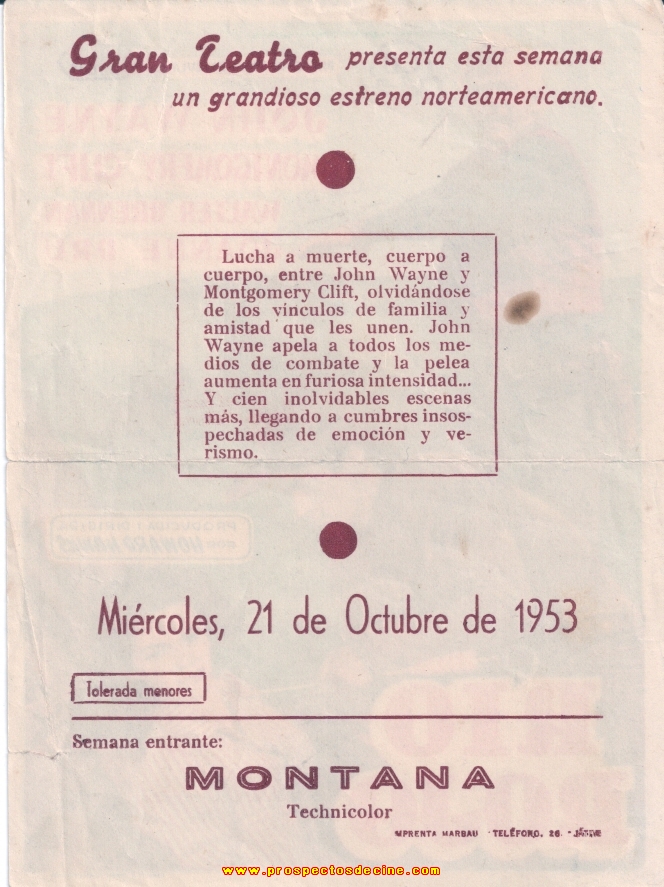 Gran Teatro presenta esta semana
un grandioso estreno norteamericano.
Lucha a muerte, cuerpo a
cuerpo, entre John Wayne y
Montgomery Clift, olvidándose
de los vínculos de familia y
amistad que les unen. John
Wayne apela a todos los me-
dios de combate y la pelea
aumenta en furiosa intensidad...
Y cien inolvidables escenas
más, llegando a cumbres insos-
pechadas de emoción y ve-
rismo.
Miércoles, 21 de Octubre de 1953
Tolerada menores
Semana entrante:
MONTANA
Technicolor
IMPRENTA MARBAU - TELÉFONO, 26 -
www.prospectosdecine.com